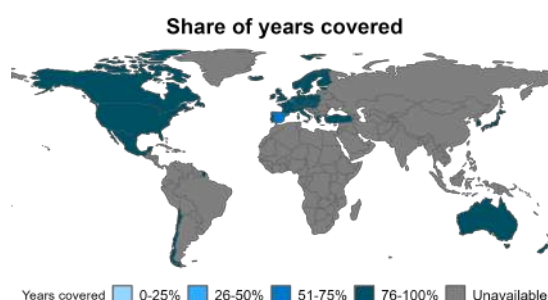 Share of years covered
Years covered 0-25% 26-50% 51-75% 76-100% Unavailable